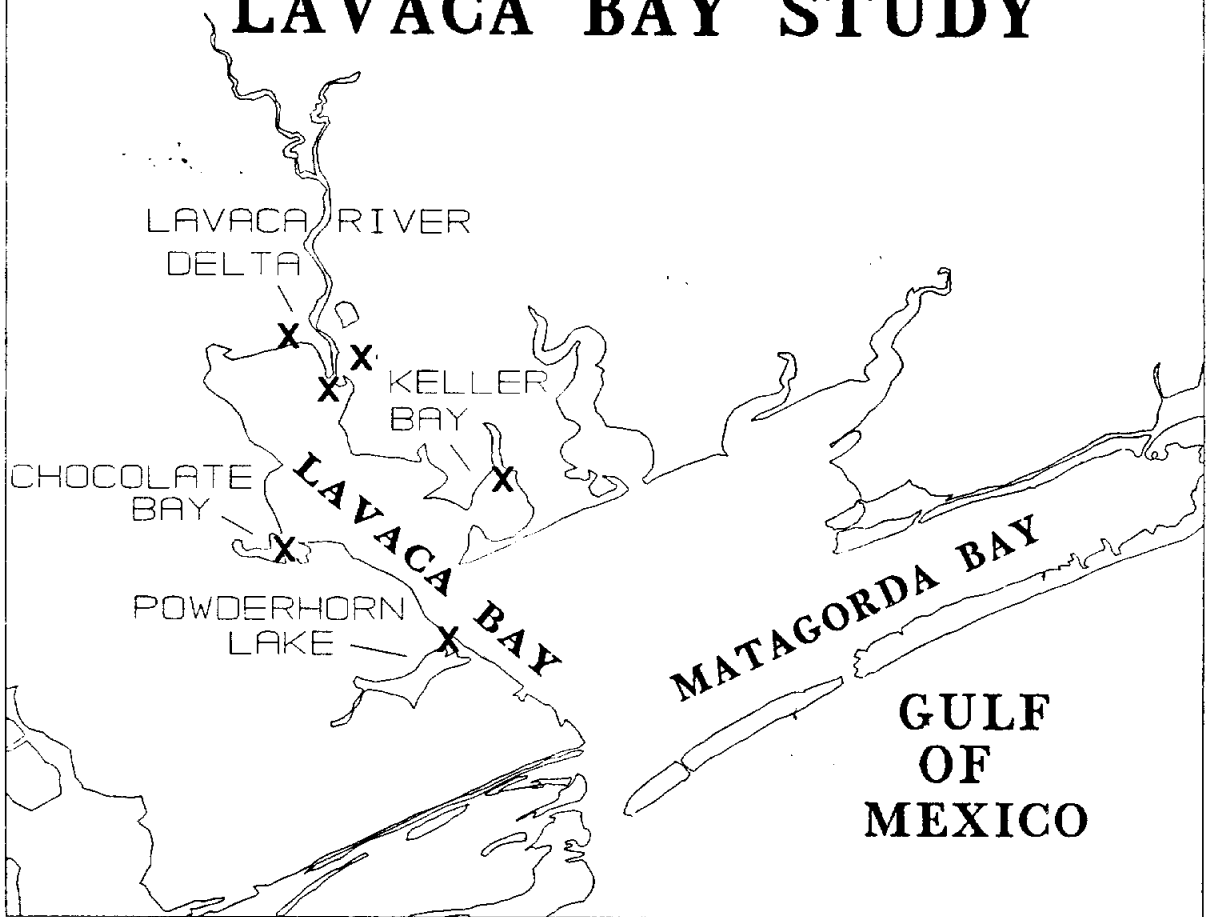 LAVACA BAY STUDY
LAVACA RIVER
DELTA
X
X
X
KELLER
BAY
X
CHOCOLATE
BAY
X
LAVACA BAY
POWDERHORN
LAKE
X
MATAGORDA BAY
GULF
OF
MEXICO